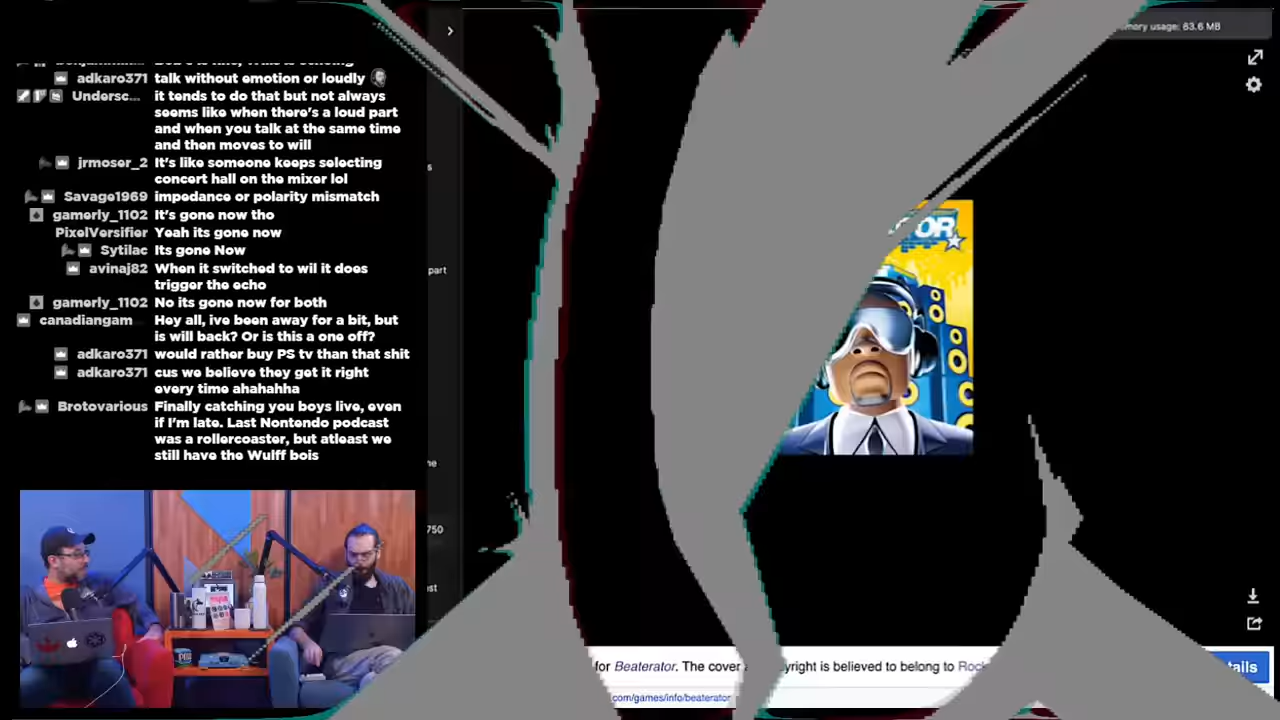 mory usage: 63.6 MB
adkaro371 talk without emotion or loudly
Undersc... it tends to do that but not always
seems like when there's a loud part
and when you talk at the same time
and then moves to will
jrmoser_2 It's like someone keeps selecting
concert hall on the mixer lol
Savage1969 impedance or polarity mismatch
gamerly_1102 It's gone now tho
PixelVersifier Yeah its gone now
Sytilac Its gone Now
avinaj82 When it switched to wil it does
trigger the echo
gamerly_1102 No its gone now for both
canadiangam Hey all, ive been away for a bit, but
is will back? Or is this a one off?
adkaro371 would rather buy PS tv than that shit
adkaro371 cus we believe they get it right
every time ahahahha
Brotovarious Finally catching you boys live, even
if I'm late. Last Nontendo podcast
was a rollercoaster, but atleast we
still have the Wulff bois
part
750
TOR
for Beaterator. The cover yright is believed to belong to Rock
tails
com/games/info/beaterator